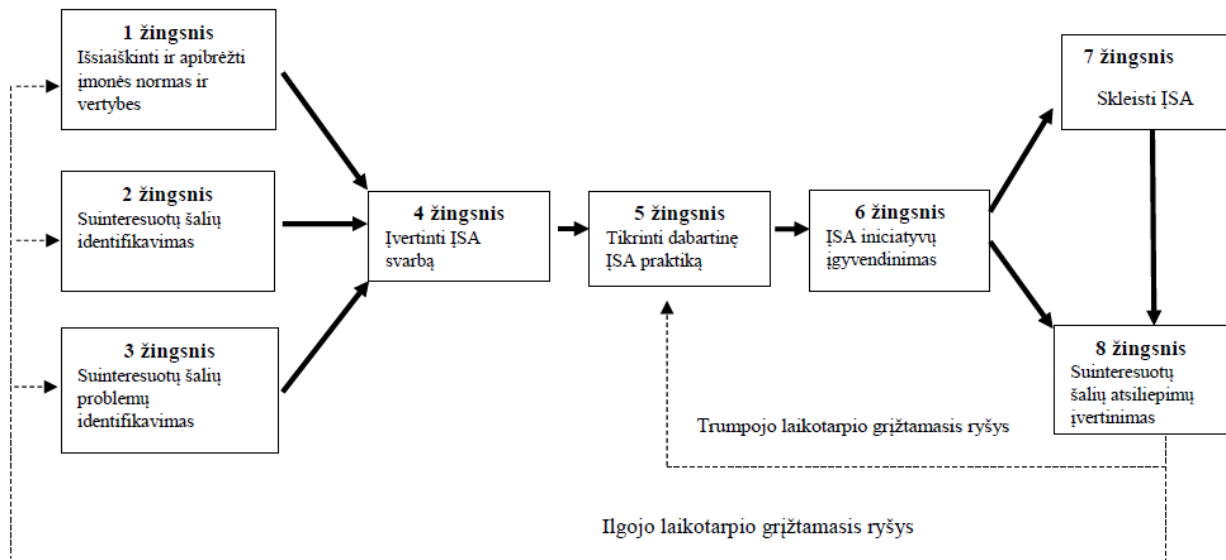 1 žingsnis
Išsiaiškinti ir apibrėžti
įmonės normas ir
vertybes
2 žingsnis
Suinteresuotų šalių
identifikavimas
3 žingsnis
Suinteresuotų šalių
problemų
identifikavimas
4 žingsnis
Įvertinti ĮSA
svarbą
5 žingsnis
Tikrinti dabartinę
ĮSA praktiką
6 žingsnis
ĮSA iniciatyvų
įgyvendinimas
7 žingsnis
Skleisti ĮSA
8 žingsnis
Suinteresuotų
šalių atsiliepimų
įvertinimas
Trumpojo laikotarpio grįžtamasis ryšys
Ilgojo laikotarpio grįžtamasis ryšys